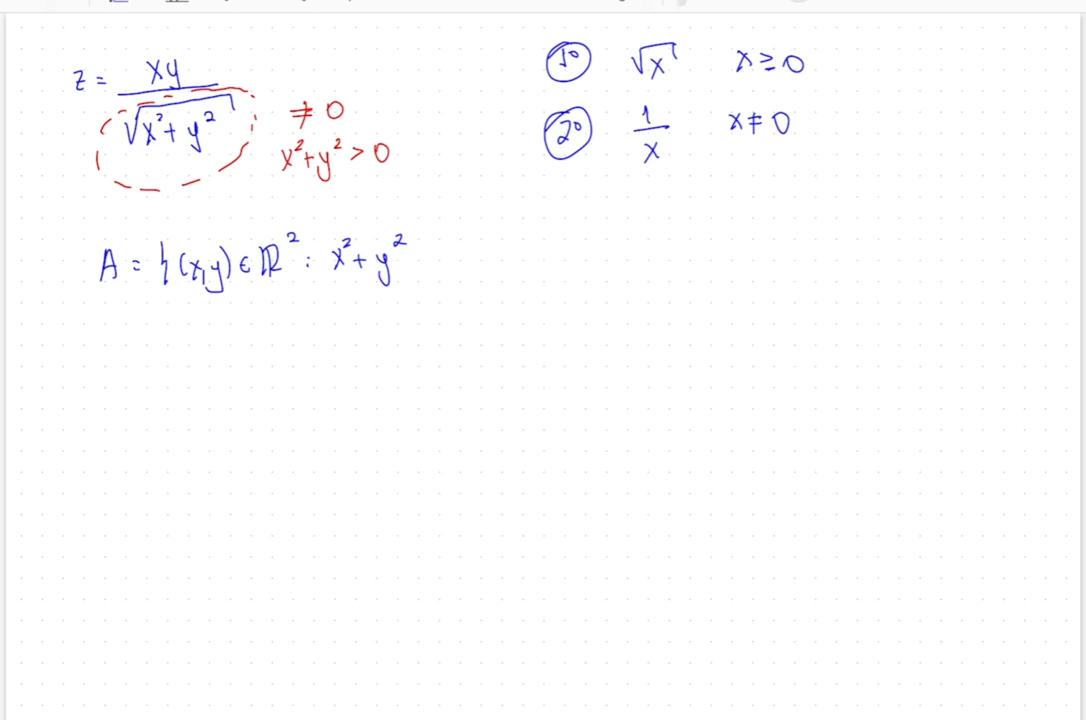 z = xy / √(x² + y²) ≠ 0
x² + y² > 0
A = {(x,y) ∈ ℝ² : x² + y²
1° √x x ≥ 0
2° 1/x x ≠ 0